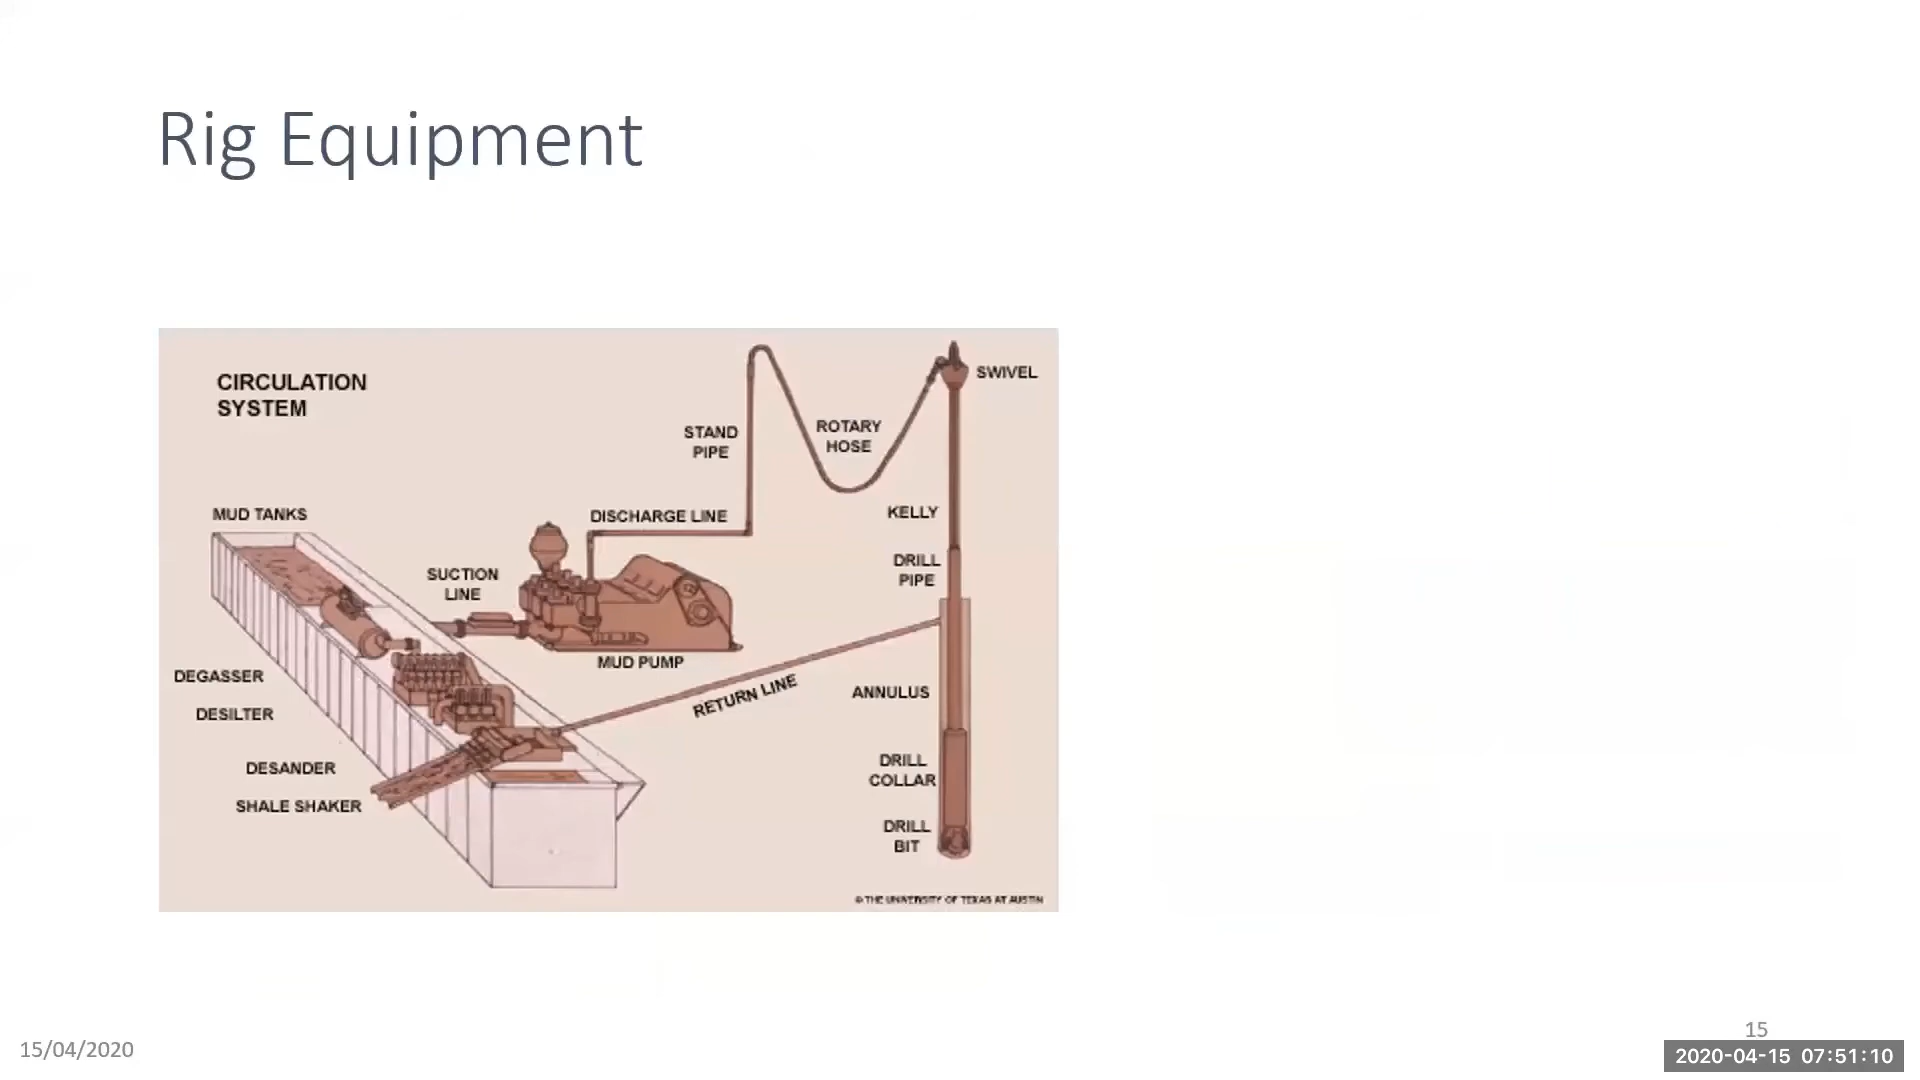 Rig Equipment
CIRCULATION
SYSTEM
SWIVEL
STAND
PIPE
ROTARY
HOSE
MUD TANKS
DISCHARGE LINE
KELLY
SUCTION
LINE
DRILL
PIPE
MUD PUMP
DEGASSER
RETURN LINE
ANNULUS
DESILTER
DESANDER
DRILL
COLLAR
SHALE SHAKER
DRILL
BIT
© THE UNIVERSITY OF TEXAS AT AUSTIN
15/04/2020
15
2020-04-15 07:51:10